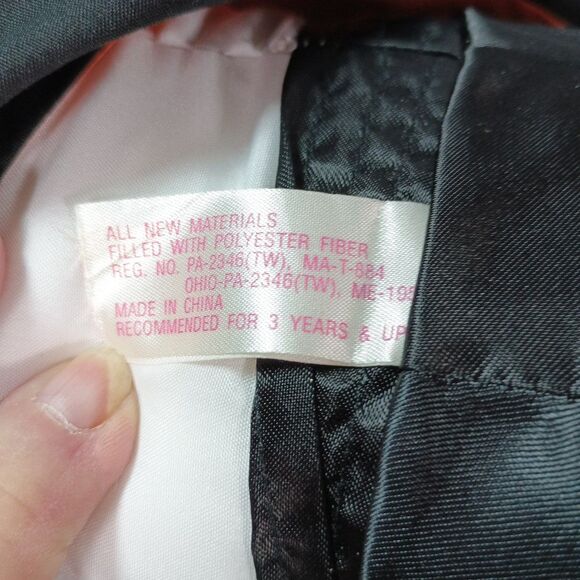 ALL NEW MATERIALS
FILLED WITH POLYESTER FIBER
REG. NO. PA-2346(TW), MA-T-884
OHIO-PA-2346(TW), ME-195
MADE IN CHINA
RECOMMENDED FOR 3 YEARS & UP